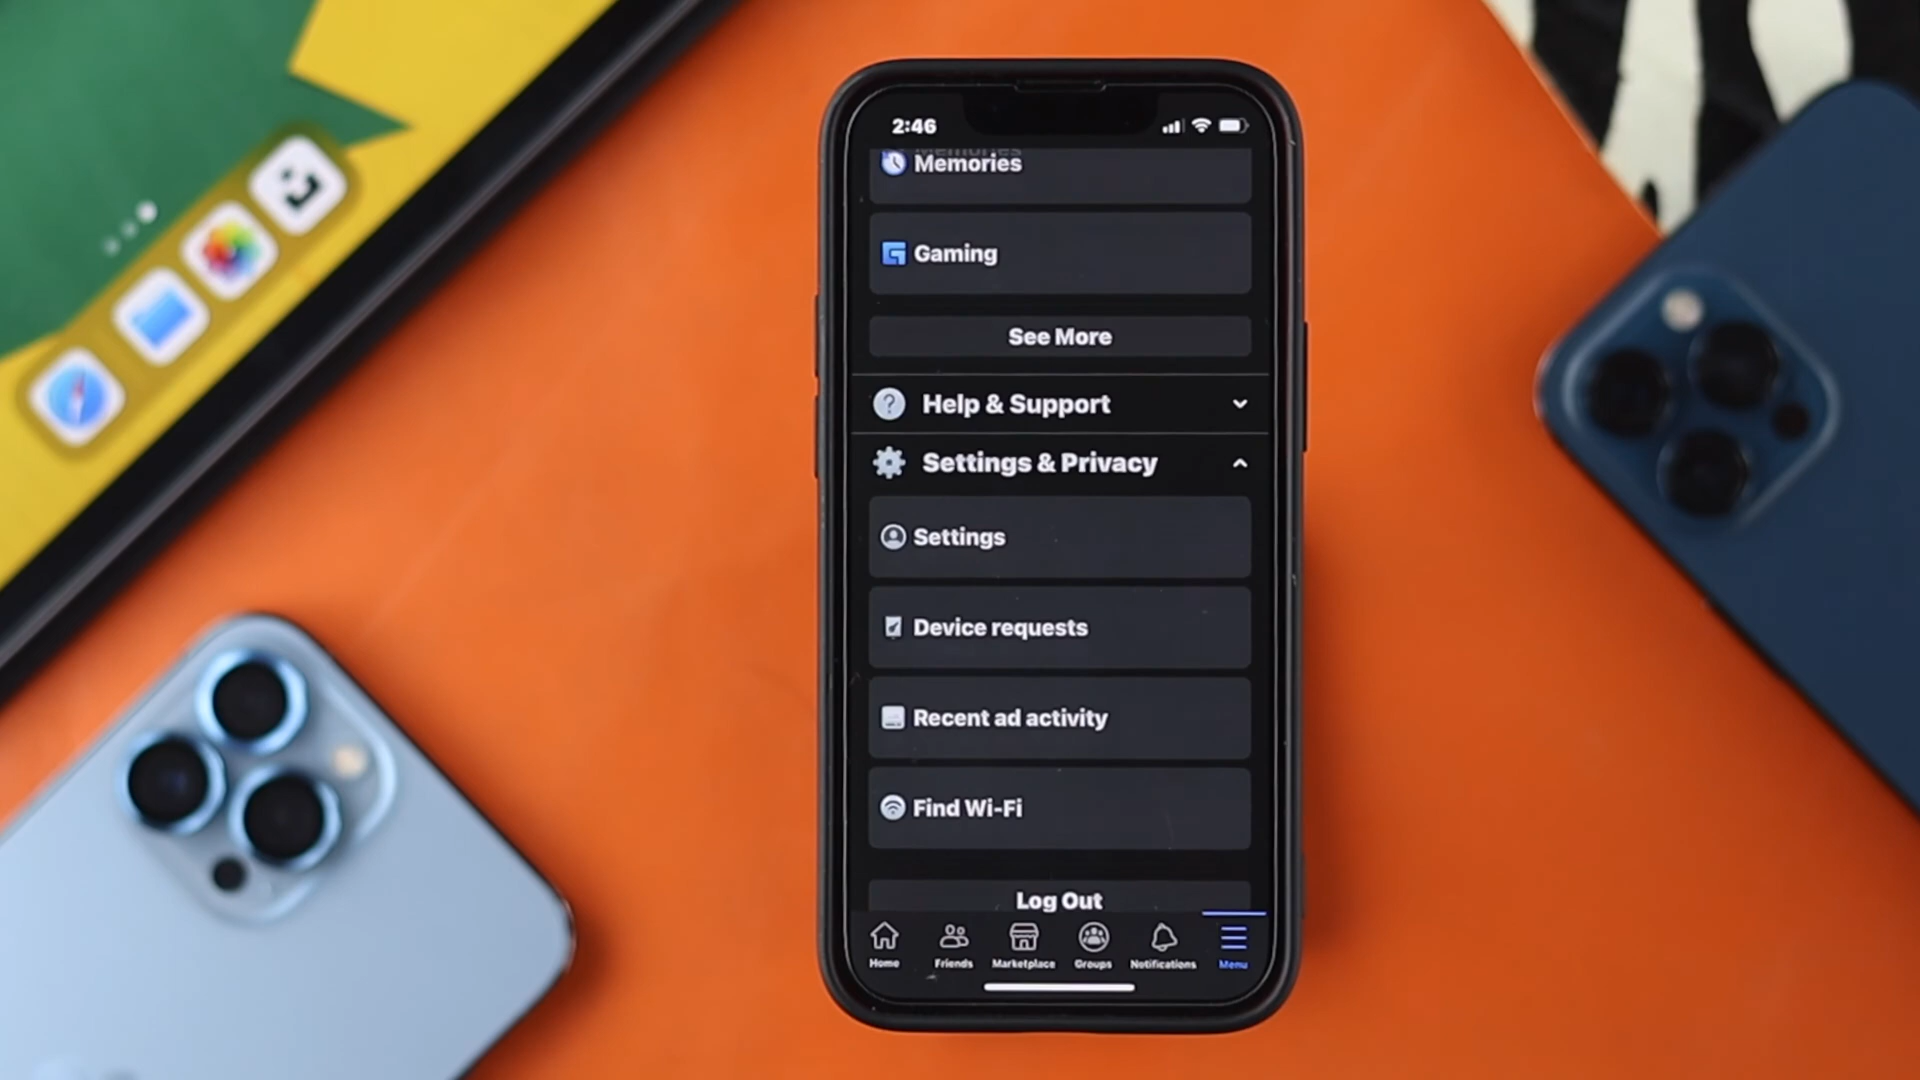 2:46
Memories
Gaming
See More
Help & Support
Settings & Privacy
Settings
Device requests
Recent ad activity
Find Wi-Fi
Log Out
Home
Friends
Marketplace
Groups
Notifications
Menu